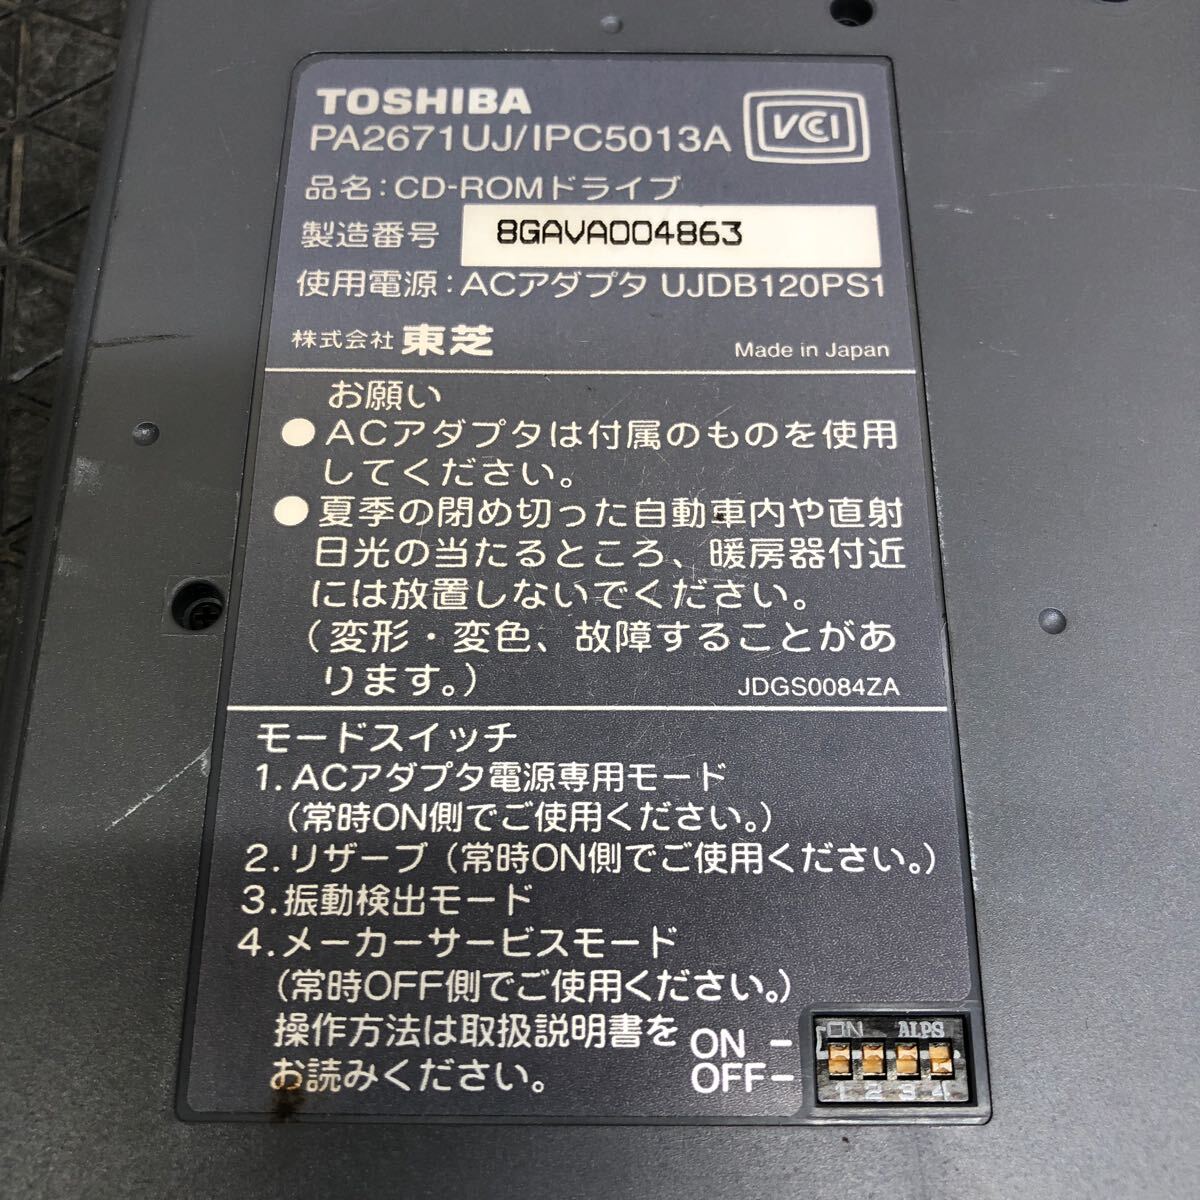 TOSHIBA
PA2671UJ/IPC5013A
VCCI
品名:CD-ROMドライブ
製造番号 8GAVA004863
使用電源:ACアダプタ UJDB120PS1
株式会社 東芝 Made in Japan
お願い
●ACアダプタは付属のものを使用
してください。
●夏季の閉め切った自動車内や直射
日光の当たるところ、暖房器付近
には放置しないでください。
(変形・変色、故障することがあ
ります。) JDGS0084ZA
モードスイッチ
1.ACアダプタ電源専用モード
(常時ON側でご使用ください。)
2.リザーブ(常時ON側でご使用ください。)
3.振動検出モード
4.メーカーサービスモード
(常時OFF側でご使用ください。)
操作方法は取扱説明書を
お読みください。
ON -
OFF-
ON ALPS
1 2 3 4